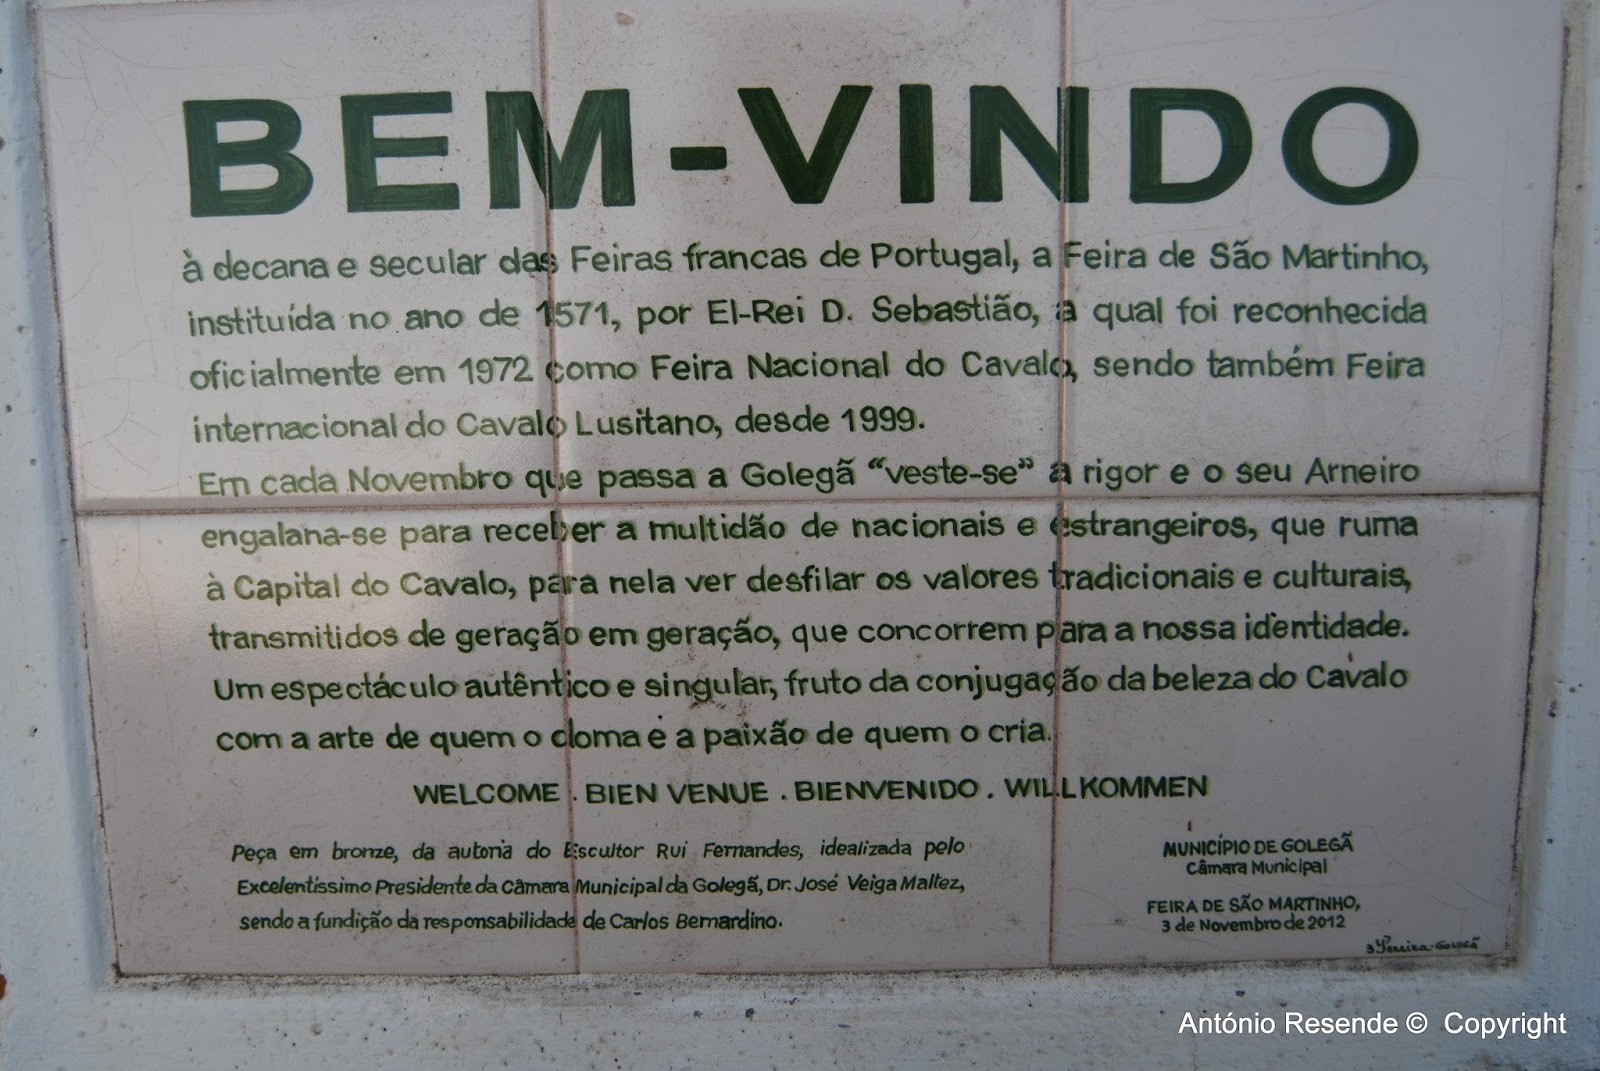 BEM-VINDO
à decana e secular das Feiras francas de Portugal, a Feira de São Martinho,
instituída no ano de 1571, por El-Rei D. Sebastião, a qual foi reconhecida
oficialmente em 1972 como Feira Nacional do Cavalo, sendo também Feira
internacional do Cavalo Lusitano, desde 1999.
Em cada Novembro que passa a Golegã “veste-se” a rigor e o seu Arneiro
engalana-se para receber a multidão de nacionais e estrangeiros, que ruma
à Capital do Cavalo, para nela ver desfilar os valores tradicionais e culturais,
transmitidos de geração em geração, que concorrem para a nossa identidade.
Um espectáculo autêntico e singular, fruto da conjugação da beleza do Cavalo
com a arte de quem o doma e a paixão de quem o cria.
WELCOME . BIEN VENUE . BIENVENIDO . WILLKOMMEN
Peça em bronze, da autoria do Escultor Rui Fernandes, idealizada pelo
Excelentíssimo Presidente da Câmara Municipal da Golegã, Dr. José Veiga Maltez,
sendo a fundição da responsabilidade de Carlos Bernardino.
MUNICÍPIO DE GOLEGÃ
Câmara Municipal
FEIRA DE SÃO MARTINHO,
3 de Novembro de 2012
Pereira-Golegã
António Resende © Copyright